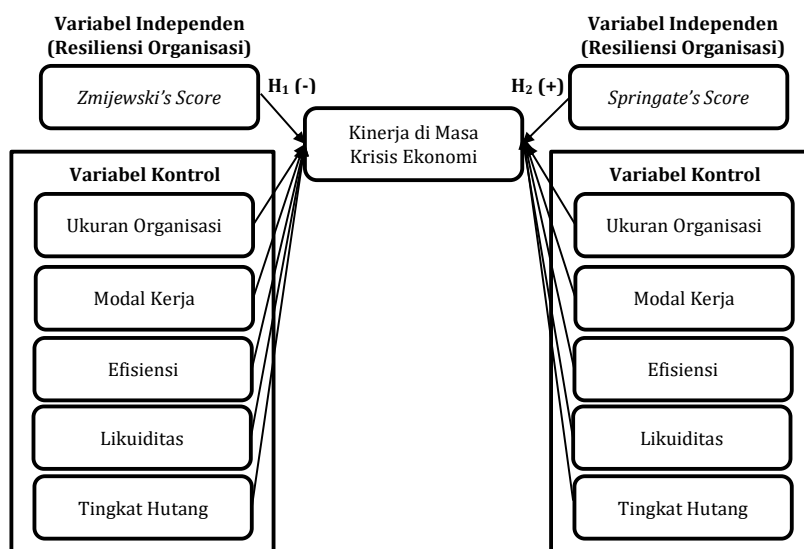 Variabel Independen
(Resiliensi Organisasi)
Zmijewski's Score
H₁ (-)
Variabel Kontrol
Ukuran Organisasi
Modal Kerja
Efisiensi
Likuiditas
Tingkat Hutang
Kinerja di Masa
Krisis Ekonomi
Variabel Independen
(Resiliensi Organisasi)
H₂ (+)
Springate's Score
Variabel Kontrol
Ukuran Organisasi
Modal Kerja
Efisiensi
Likuiditas
Tingkat Hutang